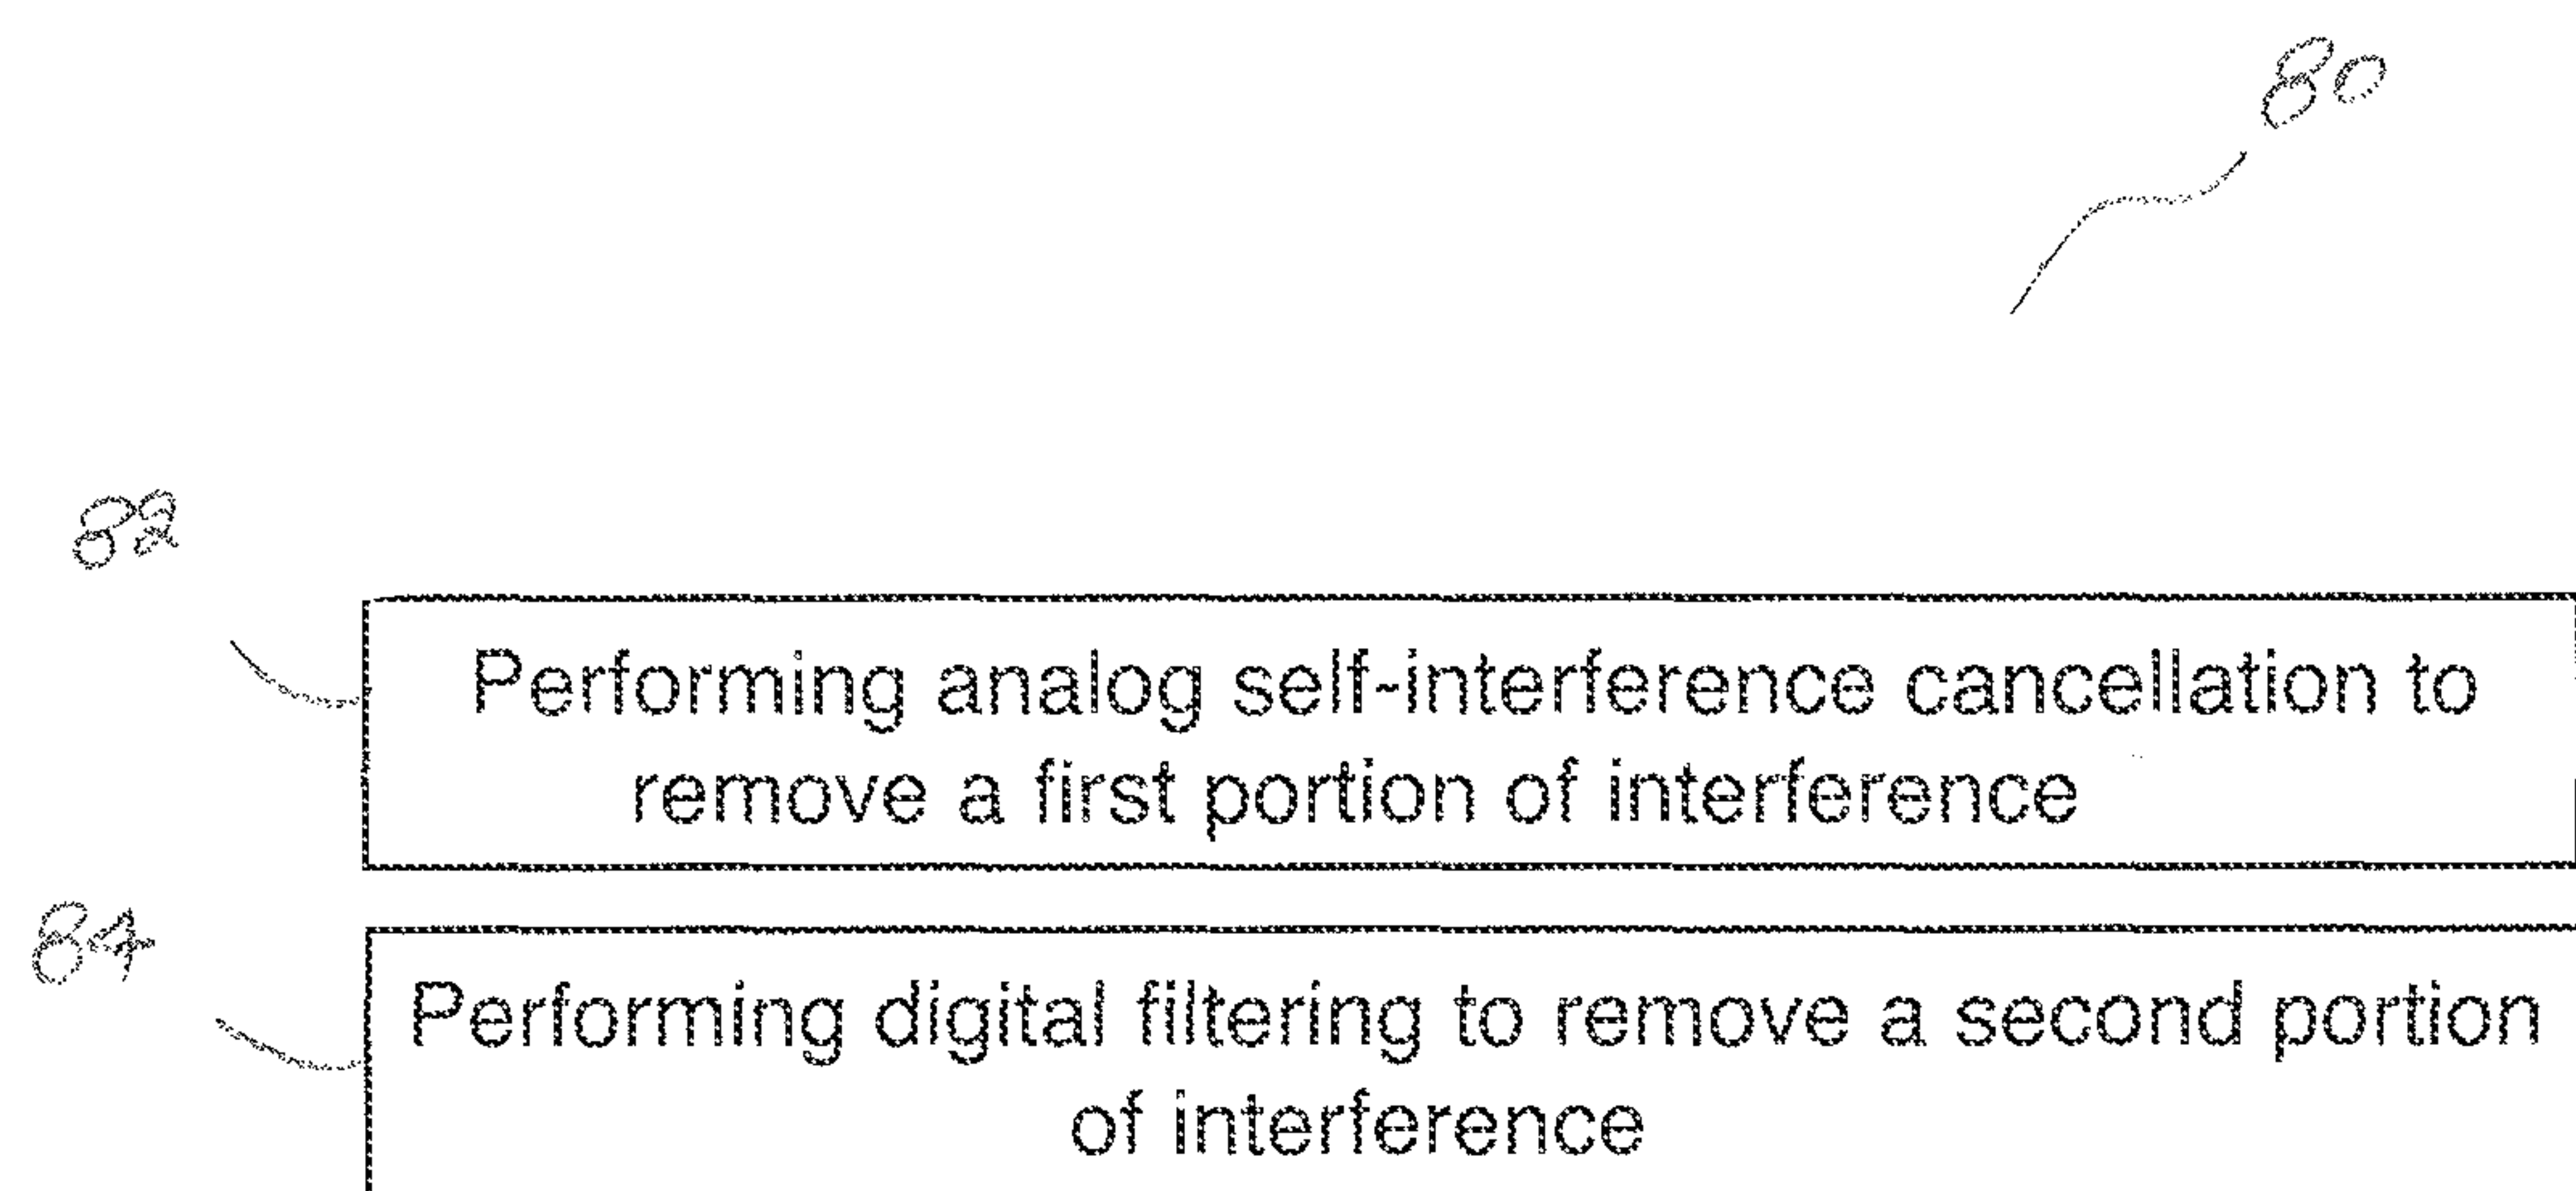 80
82
Performing analog self-interference cancellation to
remove a first portion of interference
84
Performing digital filtering to remove a second portion
of interference